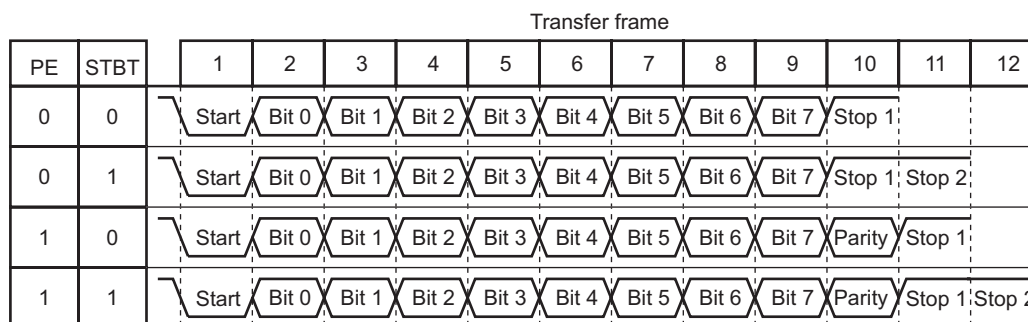 Transfer frame
PE STBT 1 2 3 4 5 6 7 8 9 10 11 12
0 0 Start Bit 0 Bit 1 Bit 2 Bit 3 Bit 4 Bit 5 Bit 6 Bit 7 Stop 1
0 1 Start Bit 0 Bit 1 Bit 2 Bit 3 Bit 4 Bit 5 Bit 6 Bit 7 Stop 1 Stop 2
1 0 Start Bit 0 Bit 1 Bit 2 Bit 3 Bit 4 Bit 5 Bit 6 Bit 7 Parity Stop 1
1 1 Start Bit 0 Bit 1 Bit 2 Bit 3 Bit 4 Bit 5 Bit 6 Bit 7 Parity Stop 1 Stop 2